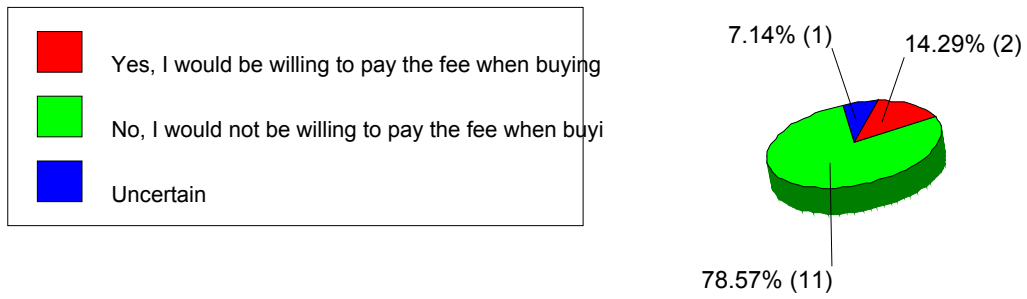 Yes, I would be willing to pay the fee when buying
No, I would not be willing to pay the fee when buyi
Uncertain
7.14% (1)
14.29% (2)
78.57% (11)